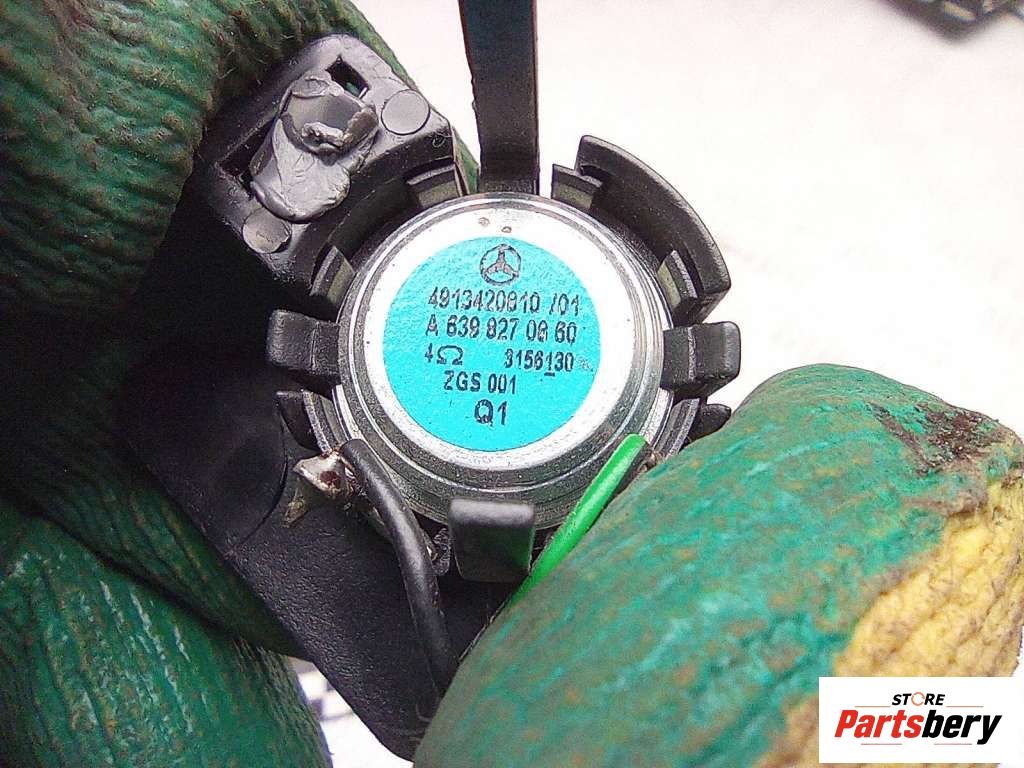 4913420810 /01
A 639 827 08 60
4Ω 3156130
ZGS 001
Q1
STORE
Partsbery